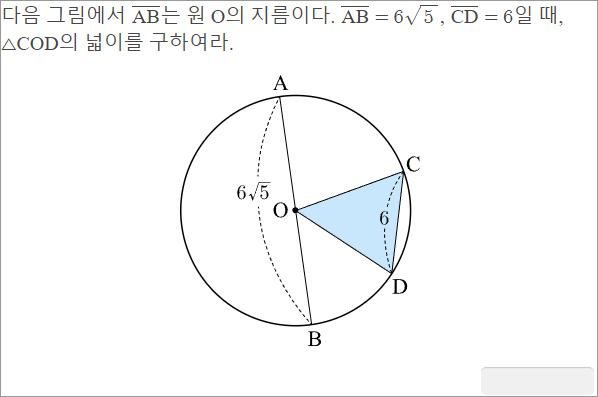 다음 그림에서 AB는 원 O의 지름이다. AB = 6√5 , CD = 6일 때,
△COD의 넓이를 구하여라.
A
C
6√5
O
6
D
B